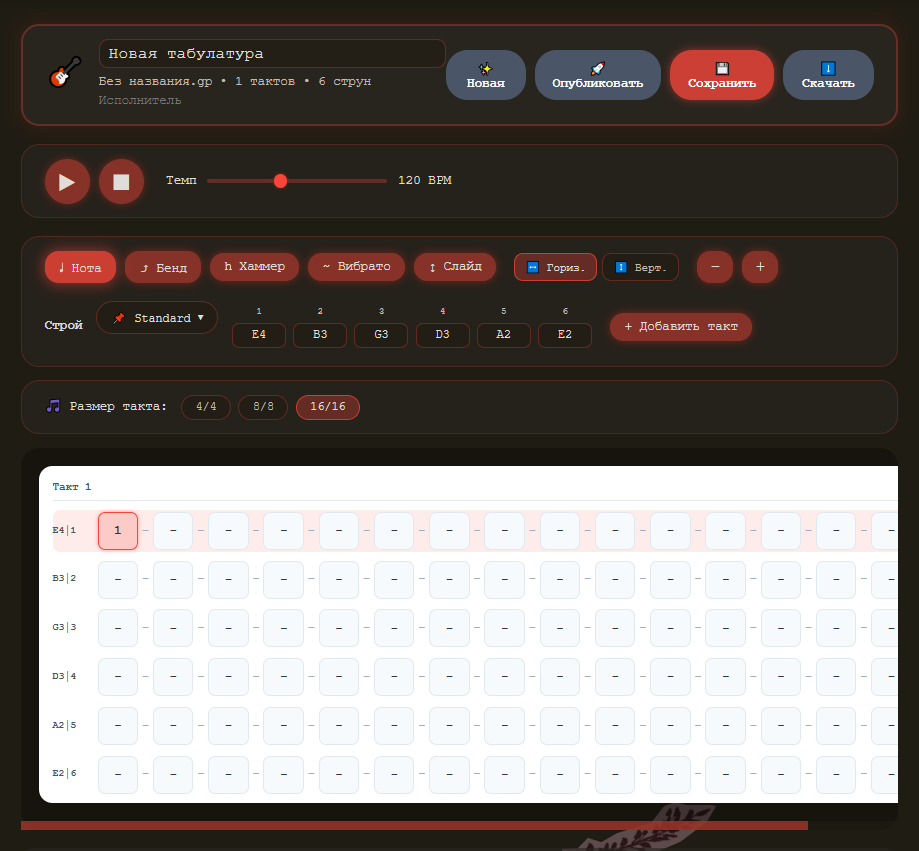 Новая табулатура
Без названия.gp • 1 тактов • 6 струн
Исполнитель
Новая
Опубликовать
Сохранить
Скачать
Темп 120 BPM
♩ Нота ⤴ Бенд h Хаммер ~ Вибрато ↕ Слайд Гориз. Верт. − +
1 2 3 4 5 6
Строй Standard ▼ E4 B3 G3 D3 A2 E2 + Добавить такт
Размер такта: 4/4 8/8 16/16
Такт 1
E4|1 1 – – – – – – – – – – – – – – – – – – – – – – – – – – – – –
B3|2 – – – – – – – – – – – – – – – – – – – – – – – – – – – – – –
G3|3 – – – – – – – – – – – – – – – – – – – – – – – – – – – – – –
D3|4 – – – – – – – – – – – – – – – – – – – – – – – – – – – – – –
A2|5 – – – – – – – – – – – – – – – – – – – – – – – – – – – – – –
E2|6 – – – – – – – – – – – – – – – – – – – – – – – – – – – – – –